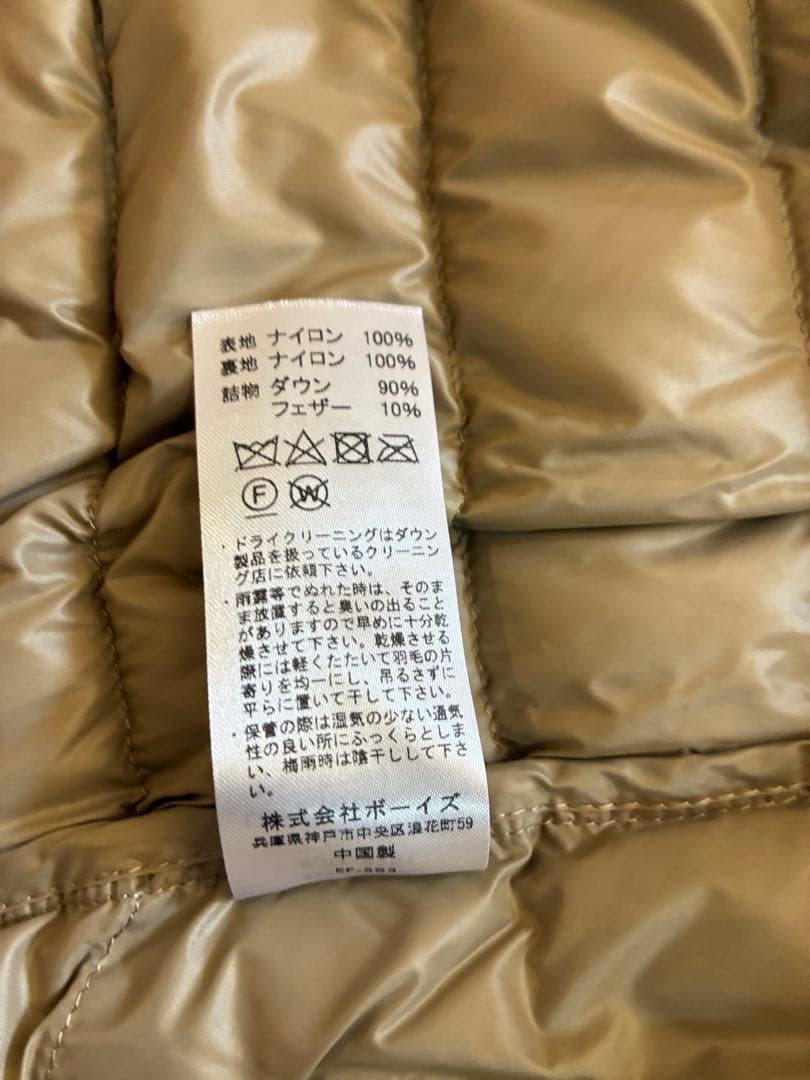 表地 ナイロン 100%
裏地 ナイロン 100%
詰物 ダウン 90%
フェザー 10%
F W
・ドライクリーニングはダウン
製品を扱っているクリーニン
グ店に依頼下さい。
・雨露等でぬれた時は、そのま
ま放置すると臭いの出ること
がありますので早めに十分乾
燥させて下さい。乾燥させる
際には軽くたたいて羽毛の片
寄りを均一にし、吊るさずに
平らに置いて干して下さい。
・保管の際は湿気の少ない通気
性の良い所にふっくらとしま
い、梅雨時は陰干しして下さ
い。
株式会社ボーイズ
兵庫県神戸市中央区浪花町59
中国製